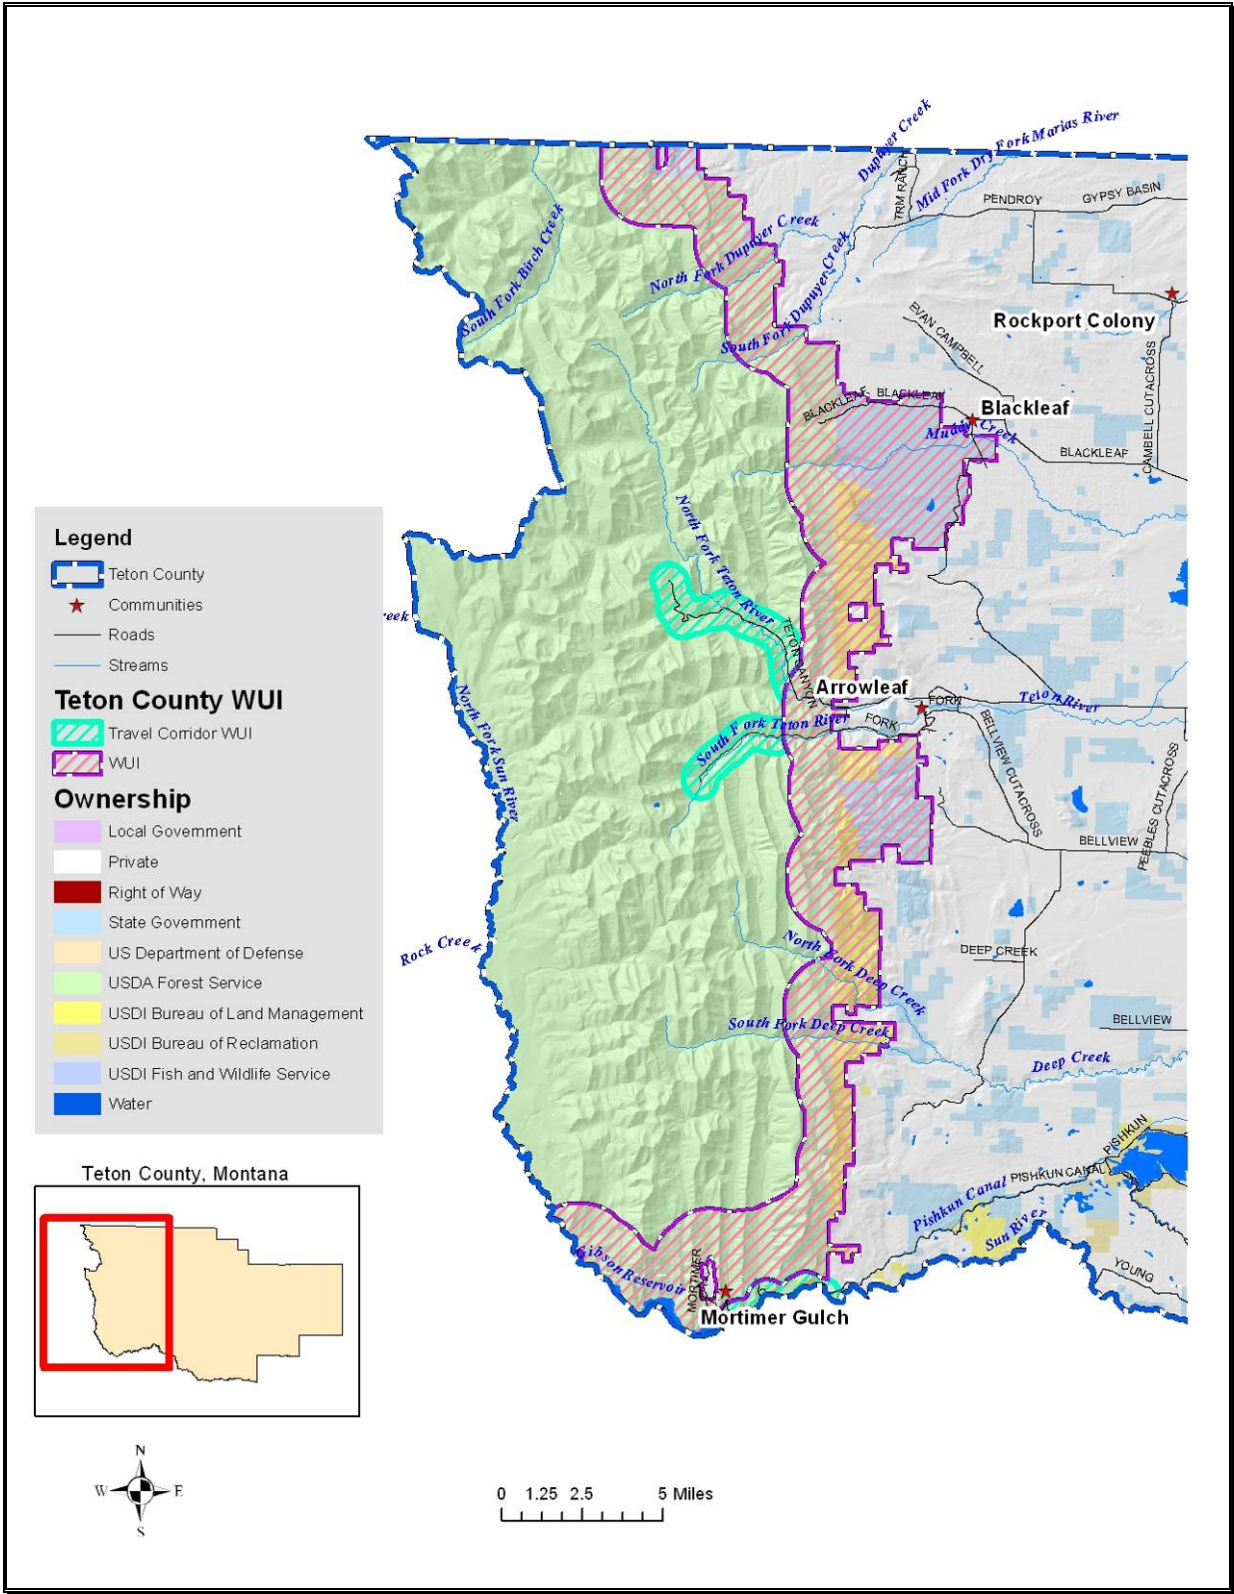 Dupuyer Creek
Mid Fork Dry Fork Marias River
TRM RANCH
PENDROY
GYPSY BASIN
South Fork Birch Creek
North Fork Dupuyer Creek
South Fork Dupuyer Creek
Rockport Colony
EVAN CAMPBELL
CAMBELL CUTACROSS
BLACKLEAF
BLACKLEAF
Blackleaf
Muddy Creek
BLACKLEAF
North Fork Teton River
Legend
Teton County
Communities
Roads
Streams
Teton County WUI
Travel Corridor WUI
WUI
Ownership
Local Government
Private
Right of Way
State Government
US Department of Defense
USDA Forest Service
USDI Bureau of Land Management
USDI Bureau of Reclamation
USDI Fish and Wildlife Service
Water
reek
TETON CANYON
Arrowleaf
FORK
Teton River
North Fork Sun River
South Fork Teton River
FORK
BELLVIEW CUTACROSS
PEEBLES CUTACROSS
BELLVIEW
Rock Creek
North Fork Deep Creek
DEEP CREEK
South Fork Deep Creek
BELLVIEW
Deep Creek
PISHKUN
PISHKUN CANAL
Pishkun Canal
Sun River
YOUNG
Gibson Reservoir
MORTIMER
Mortimer Gulch
Teton County, Montana
N
W
E
S
0 1.25 2.5 5 Miles